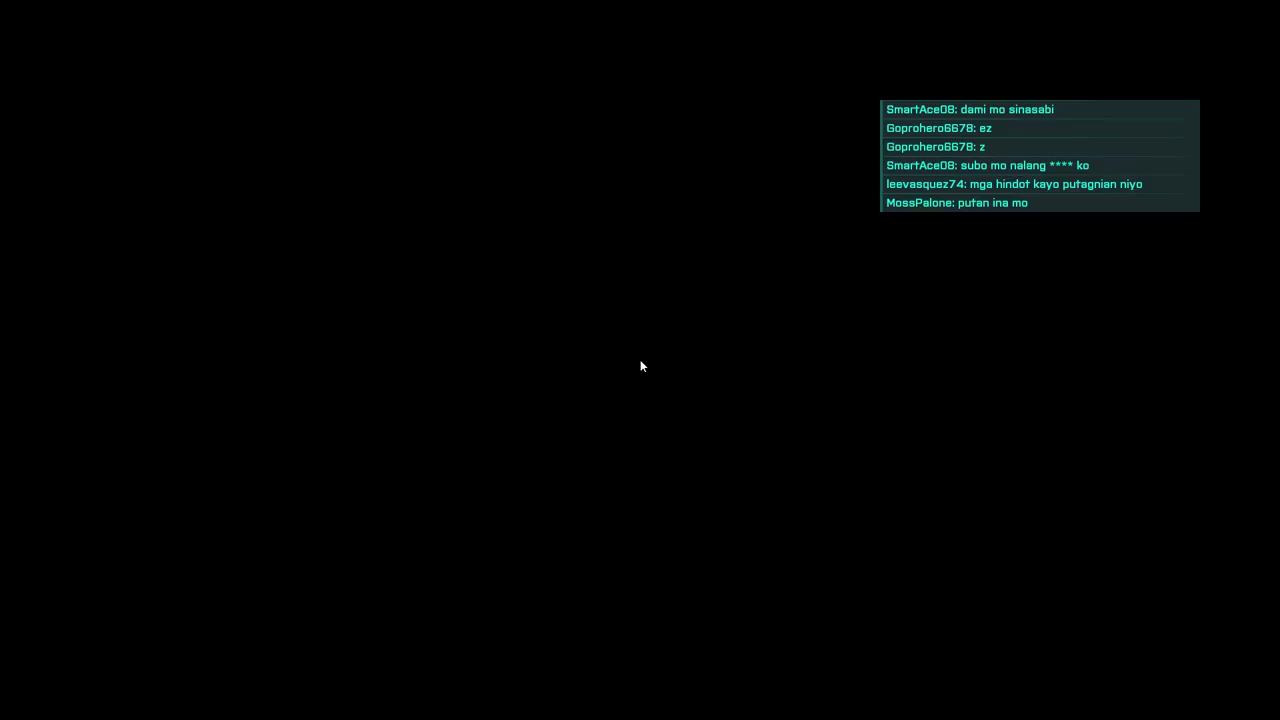 SmartAce08: dami mo sinasabi
Goprohero6678: ez
Goprohero6678: z
SmartAce08: subo mo nalang **** ko
leevasquez74: mga hindot kayo putagnian niyo
MossPalone: putan ina mo